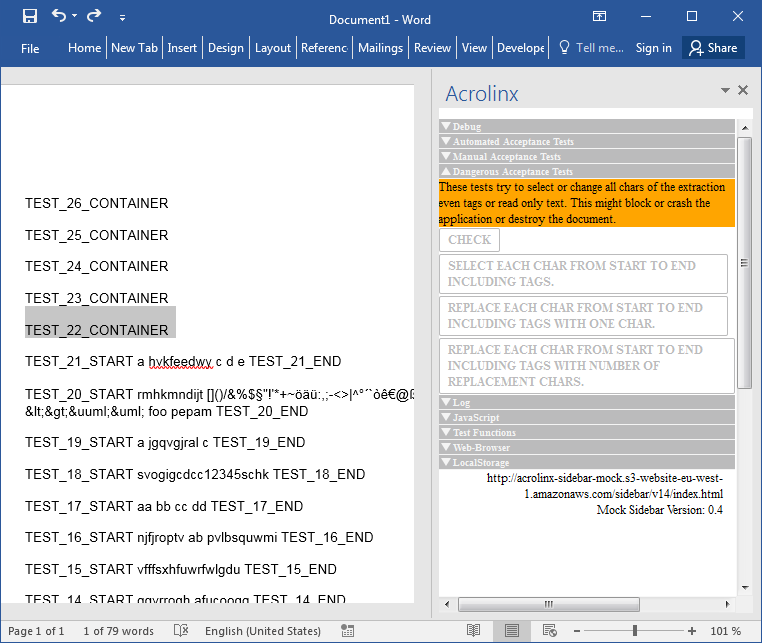 Document1 - Word
File
Home
New Tab
Insert
Design
Layout
Referenc
Mailings
Review
View
Develope
Tell me...
Sign in
Share
TEST_26_CONTAINER
TEST_25_CONTAINER
TEST_24_CONTAINER
TEST_23_CONTAINER
TEST_22_CONTAINER
TEST_21_START a hvkfeedwy c d e TEST_21_END
TEST_20_START rmhkmndijt []()/&%$§"!'*+~öäü:,;-<>|^°´`òê€@ß
&lt;&gt;&uuml;&uml; foo pepam TEST_20_END
TEST_19_START a jgqvgjral c TEST_19_END
TEST_18_START svogigcdcc12345schk TEST_18_END
TEST_17_START aa bb cc dd TEST_17_END
TEST_16_START njfjroptv ab pvlbsquwmi TEST_16_END
TEST_15_START vfffsxhfuwrfwlgdu TEST_15_END
TEST_14_START gqvrrogh afucoogg TEST_14_END
Acrolinx
Debug
Automated Acceptance Tests
Manual Acceptance Tests
Dangerous Acceptance Tests
These tests try to select or change all chars of the extraction
even tags or read only text. This might block or crash the
application or destroy the document.
CHECK
SELECT EACH CHAR FROM START TO END
INCLUDING TAGS.
REPLACE EACH CHAR FROM START TO END
INCLUDING TAGS WITH ONE CHAR.
REPLACE EACH CHAR FROM START TO END
INCLUDING TAGS WITH NUMBER OF
REPLACEMENT CHARS.
Log
JavaScript
Test Functions
Web-Browser
LocalStorage
http://acrolinx-sidebar-mock.s3-website-eu-west-
1.amazonaws.com/sidebar/v14/index.html
Mock Sidebar Version: 0.4
Page 1 of 1
1 of 79 words
English (United States)
101 %